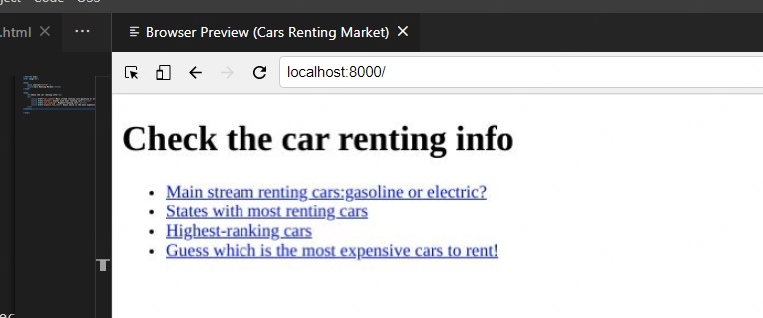 Code
.html
Browser Preview (Cars Renting Market)
localhost:8000/
Check the car renting info
Main stream renting cars:gasoline or electric?
States with most renting cars
Highest-ranking cars
Guess which is the most expensive cars to rent!